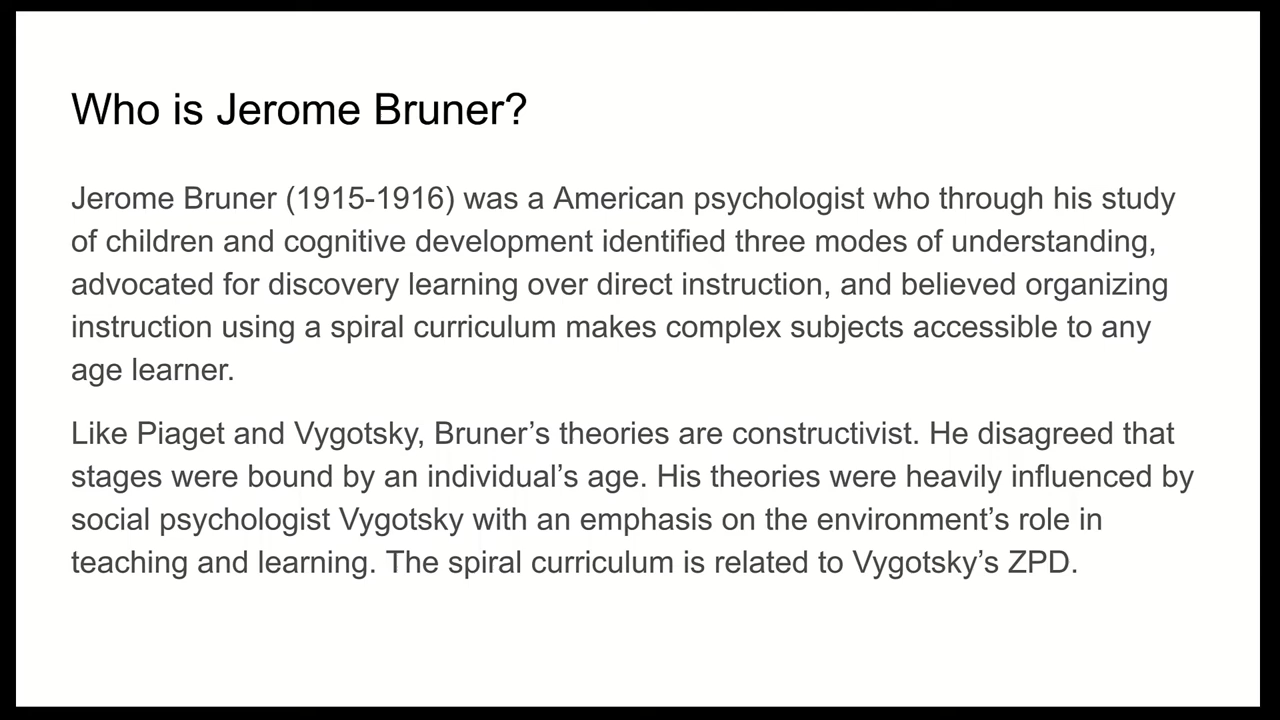 Who is Jerome Bruner?
Jerome Bruner (1915-1916) was a American psychologist who through his study
of children and cognitive development identified three modes of understanding,
advocated for discovery learning over direct instruction, and believed organizing
instruction using a spiral curriculum makes complex subjects accessible to any
age learner.
Like Piaget and Vygotsky, Bruner’s theories are constructivist. He disagreed that
stages were bound by an individual’s age. His theories were heavily influenced by
social psychologist Vygotsky with an emphasis on the environment’s role in
teaching and learning. The spiral curriculum is related to Vygotsky’s ZPD.